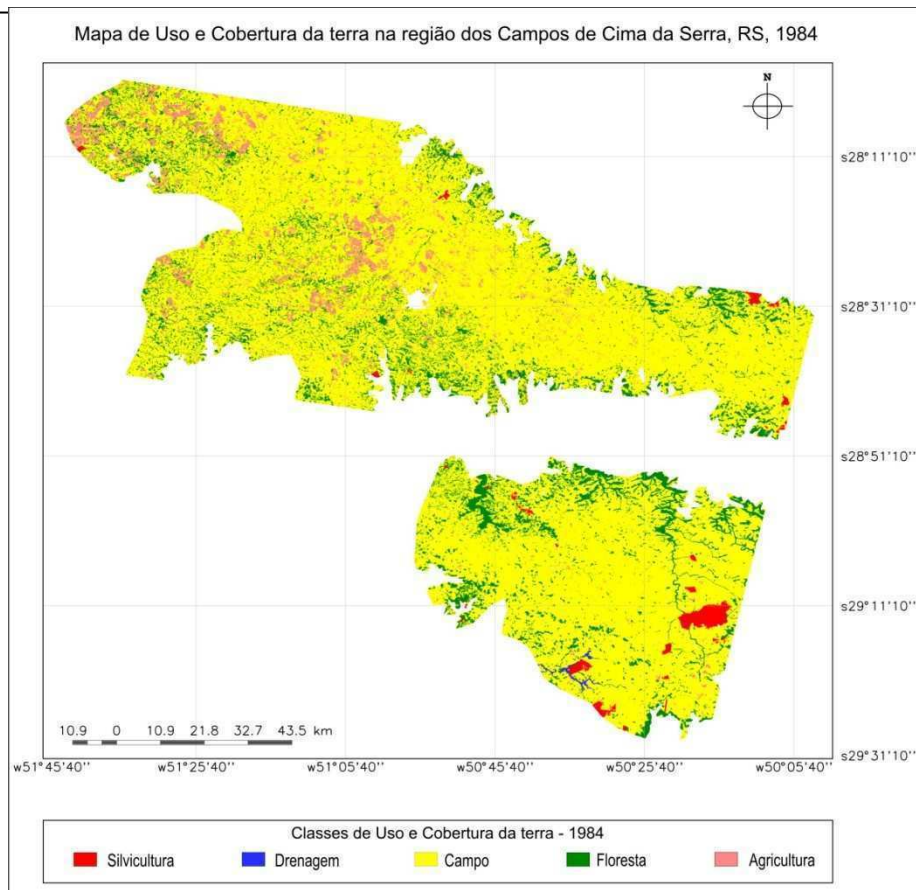 Mapa de Uso e Cobertura da terra na região dos Campos de Cima da Serra, RS, 1984
N
s28°11'10''
s28°31'10''
s28°51'10''
s29°11'10''
s29°31'10''
10.9 0 10.9 21.8 32.7 43.5 km
w51°45'40'' w51°25'40'' w51°05'40'' w50°45'40'' w50°25'40'' w50°05'40''
Classes de Uso e Cobertura da terra - 1984
Silvicultura Drenagem Campo Floresta Agricultura